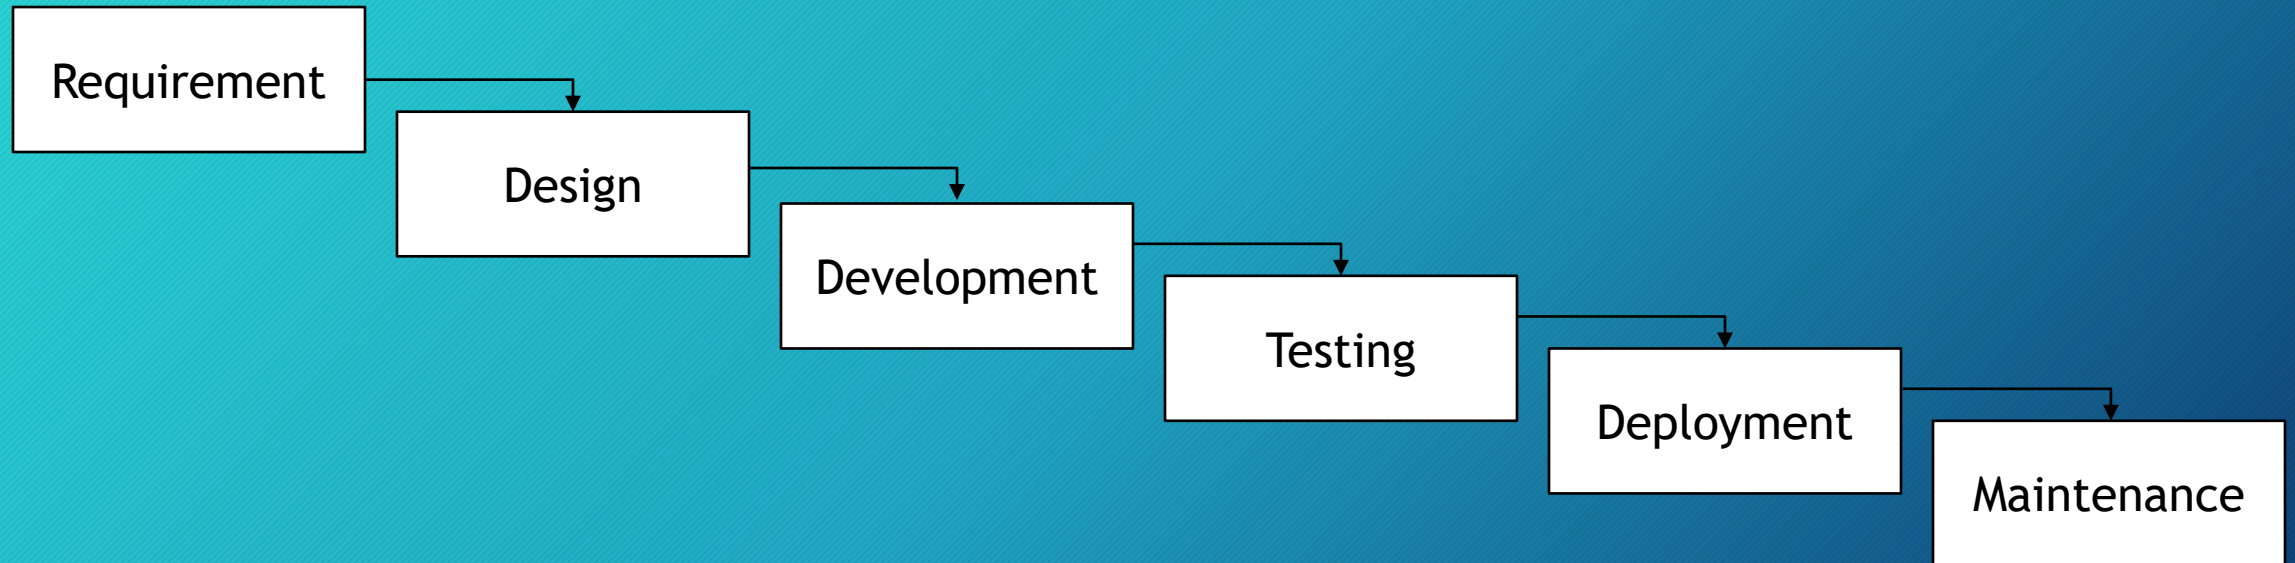 Requirement
Design
Development
Testing
Deployment
Maintenance